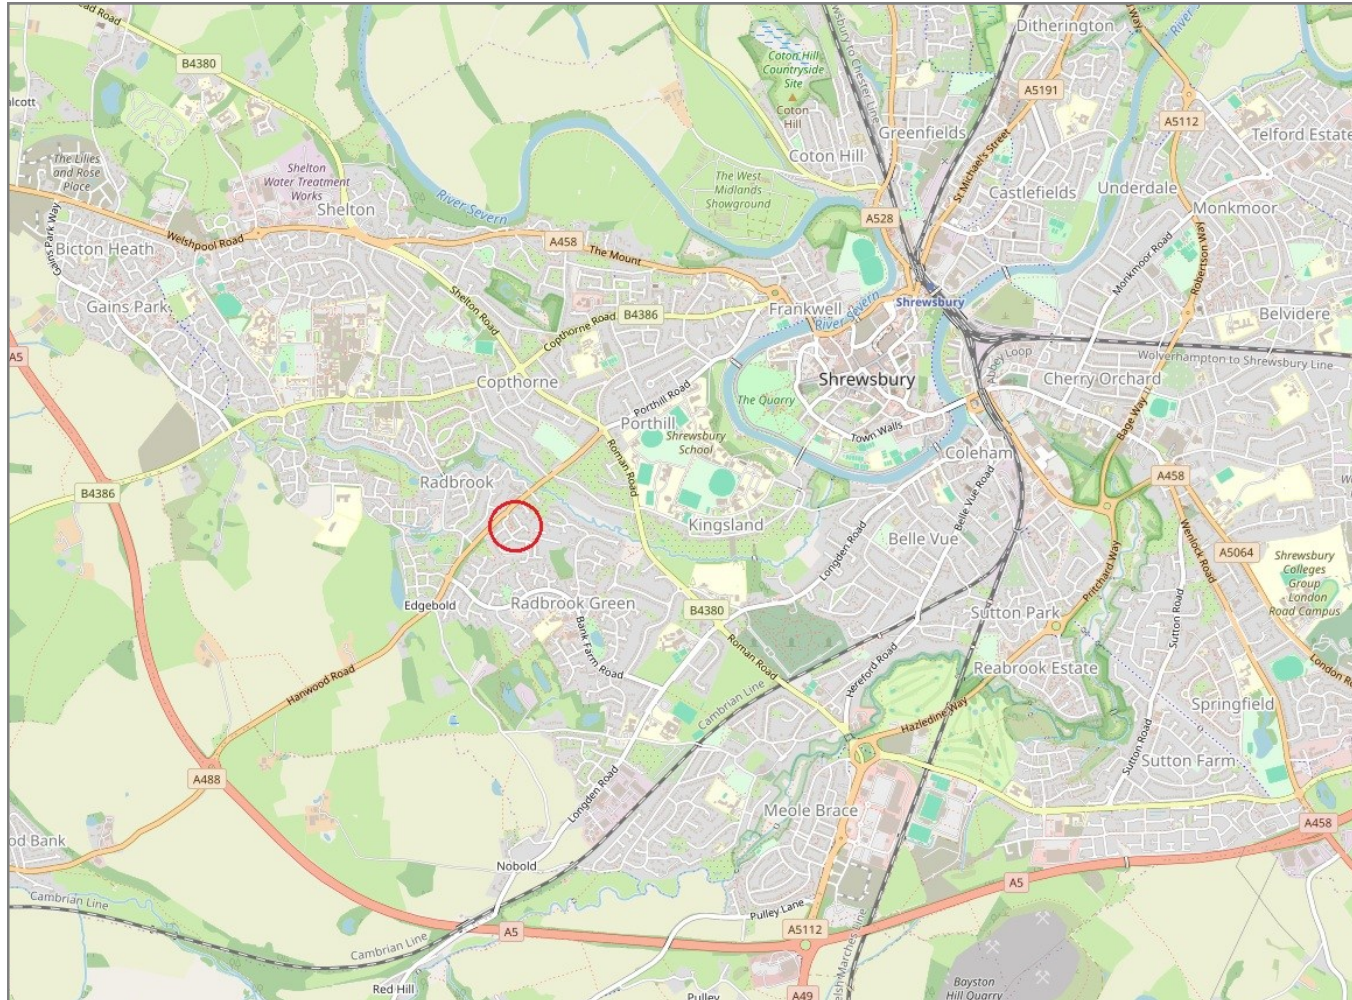 Ditherington
River
B4380
Coton Hill
Countryside
Site
Coton
Hill
A5191
A5112
Greenfields
Telford Estate
Coton Hill
St Michael's Street
The Lilies
and Rose
Place
Shelton
Water Treatment
Works
The West
Midlands
Showground
Castlefields
Underdale
Monkmoor
Shelton
River Severn
A528
Gains Park Way
Bicton Heath
Welshpool Road
A458
The Mount
Monkmoor Road
Robertson Way
Gains Park
Shelton Road
Shrewsbury
Copthorne Road
B4386
Frankwell
River Severn
Belvidere
A5
Abbey Loop
Wolverhampton to Shrewsbury Line
Copthorne
Porthill Road
Shrewsbury
Cherry Orchard
The Quarry
Porthill
Shrewsbury
School
Town Walls
Bage Way
Coleham
Roman Road
Radbrook
A458
B4386
Kingsland
Longden Road
Belle Vue Road
Belle Vue
Wenlock Road
A5064
Pritchard Way
Shrewsbury
Colleges
Group
London
Road Campus
Edgebold
Radbrook Green
B4380
Sutton Park
Sutton Road
Bank Farm Road
Roman Road
Hereford Road
Reabrook Estate
Hanwood Road
Cambrian Line
Hazledine Way
Springfield
A488
Sutton Road
Sutton Farm
Longden Road
Meole Brace
A458
od Bank
Nobold
A5
Cambrian Line
Pulley Lane
A5
A5112
Cambrian Line
Red Hill
Pulley
A49
Bayston
Hill Quarry